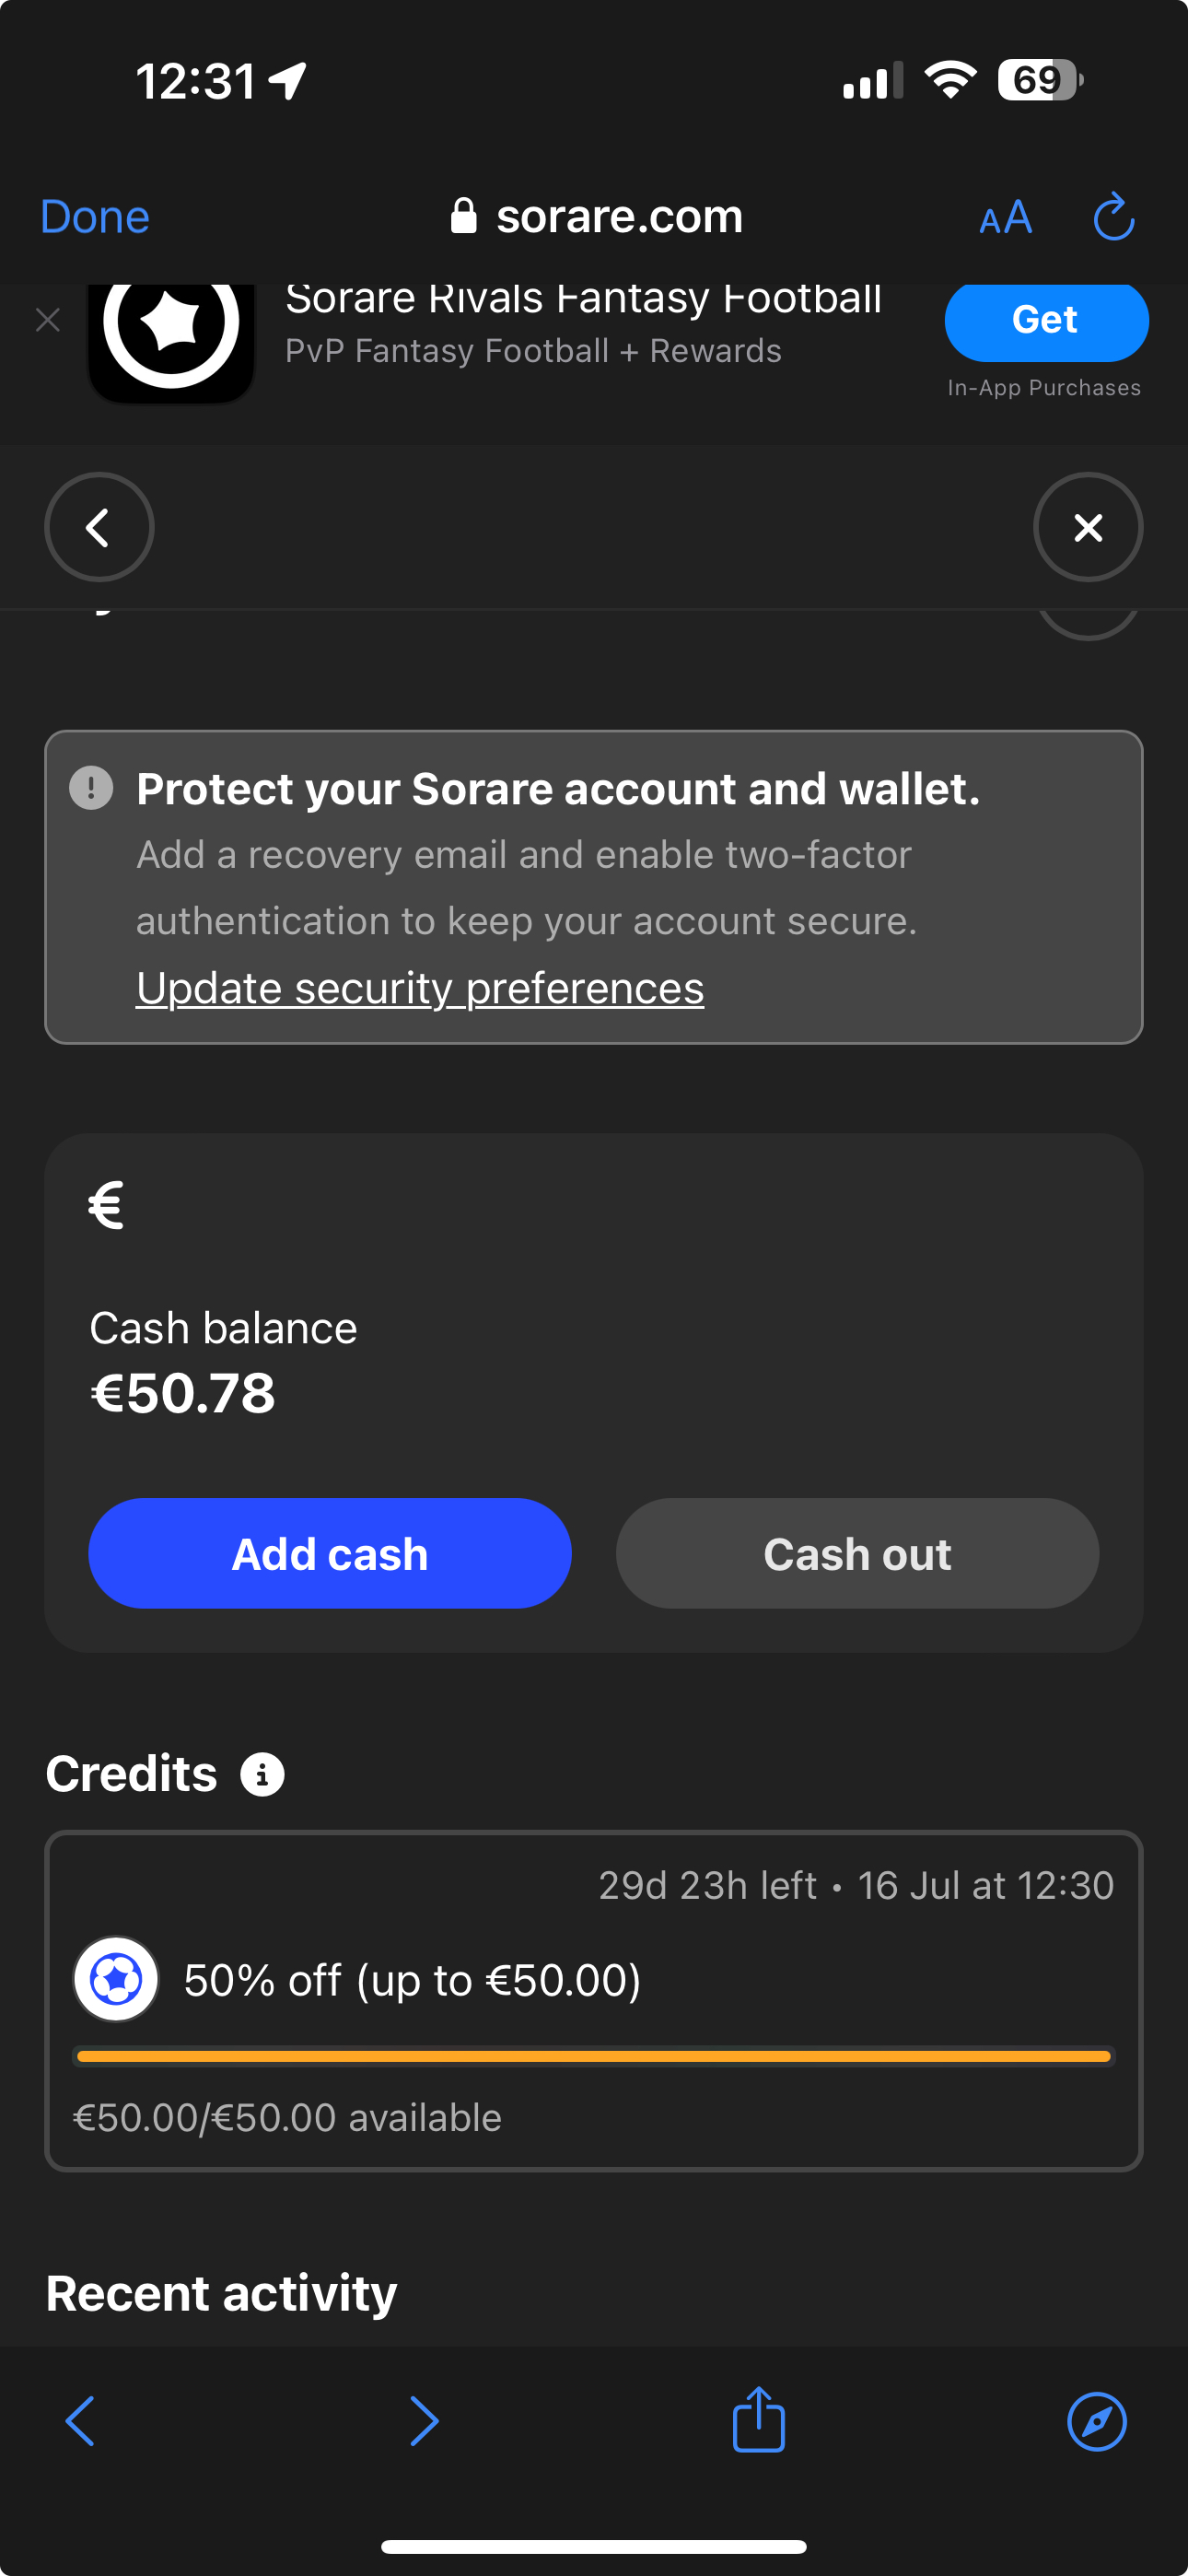 12:31
69
Done
sorare.com
AA
Sorare Rivals Fantasy Football
PvP Fantasy Football + Rewards
Get
In-App Purchases
Protect your Sorare account and wallet.
Add a recovery email and enable two-factor
authentication to keep your account secure.
Update security preferences
€
Cash balance
€50.78
Add cash
Cash out
Credits
29d 23h left • 16 Jul at 12:30
50% off (up to €50.00)
€50.00/€50.00 available
Recent activity